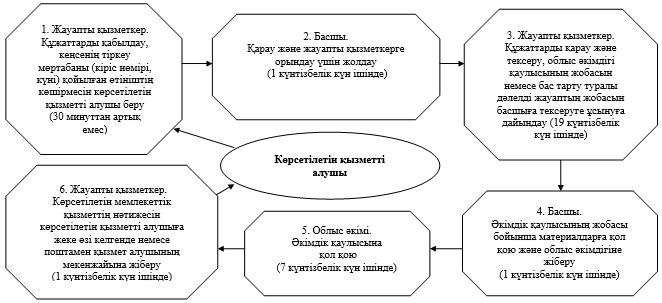 1. Жауапты қызметкер.
Құжаттарды қабылдау,
кеңсенің тіркеу
мөртабаны (кіріс нөмірі,
күні) қойылған өтініштің
көшірмесін көрсетілетін
қызметті алушы беру
(30 минуттан артық
емес)
2. Басшы.
Қарау және жауапты қызметкерге
орындау үшін жолдау
(1 күнтізбелік күн ішінде)
3. Жауапты қызметкер.
Құжаттарды қарау және
тексеру, облыс әкімдігі
қаулысының жобасын
немесе бас тарту туралы
дәлелді жауаптың жобасын
басшыға тексеруге ұсынуға
дайындау (19 күнтізбелік
күн ішінде)
Көрсетілетін қызметті
алушы
6. Жауапты қызметкер.
Көрсетілетін мемлекеттік
қызметтің нәтижесін
көрсетілетін қызметті алушыға
жеке өзі келгенде немесе
поштамен қызмет алушының
мекенжайына жіберу
(1 күнтізбелік күн ішінде)
5. Облыс әкімі.
Әкімдік қаулысына
қол қою
(7 күнтізбелік күн ішінде)
4. Басшы.
Әкімдік қаулысының жобасы
бойынша материалдарға қол
қою және облыс әкімдігіне
жіберу
(1 күнтізбелік күн ішінде)